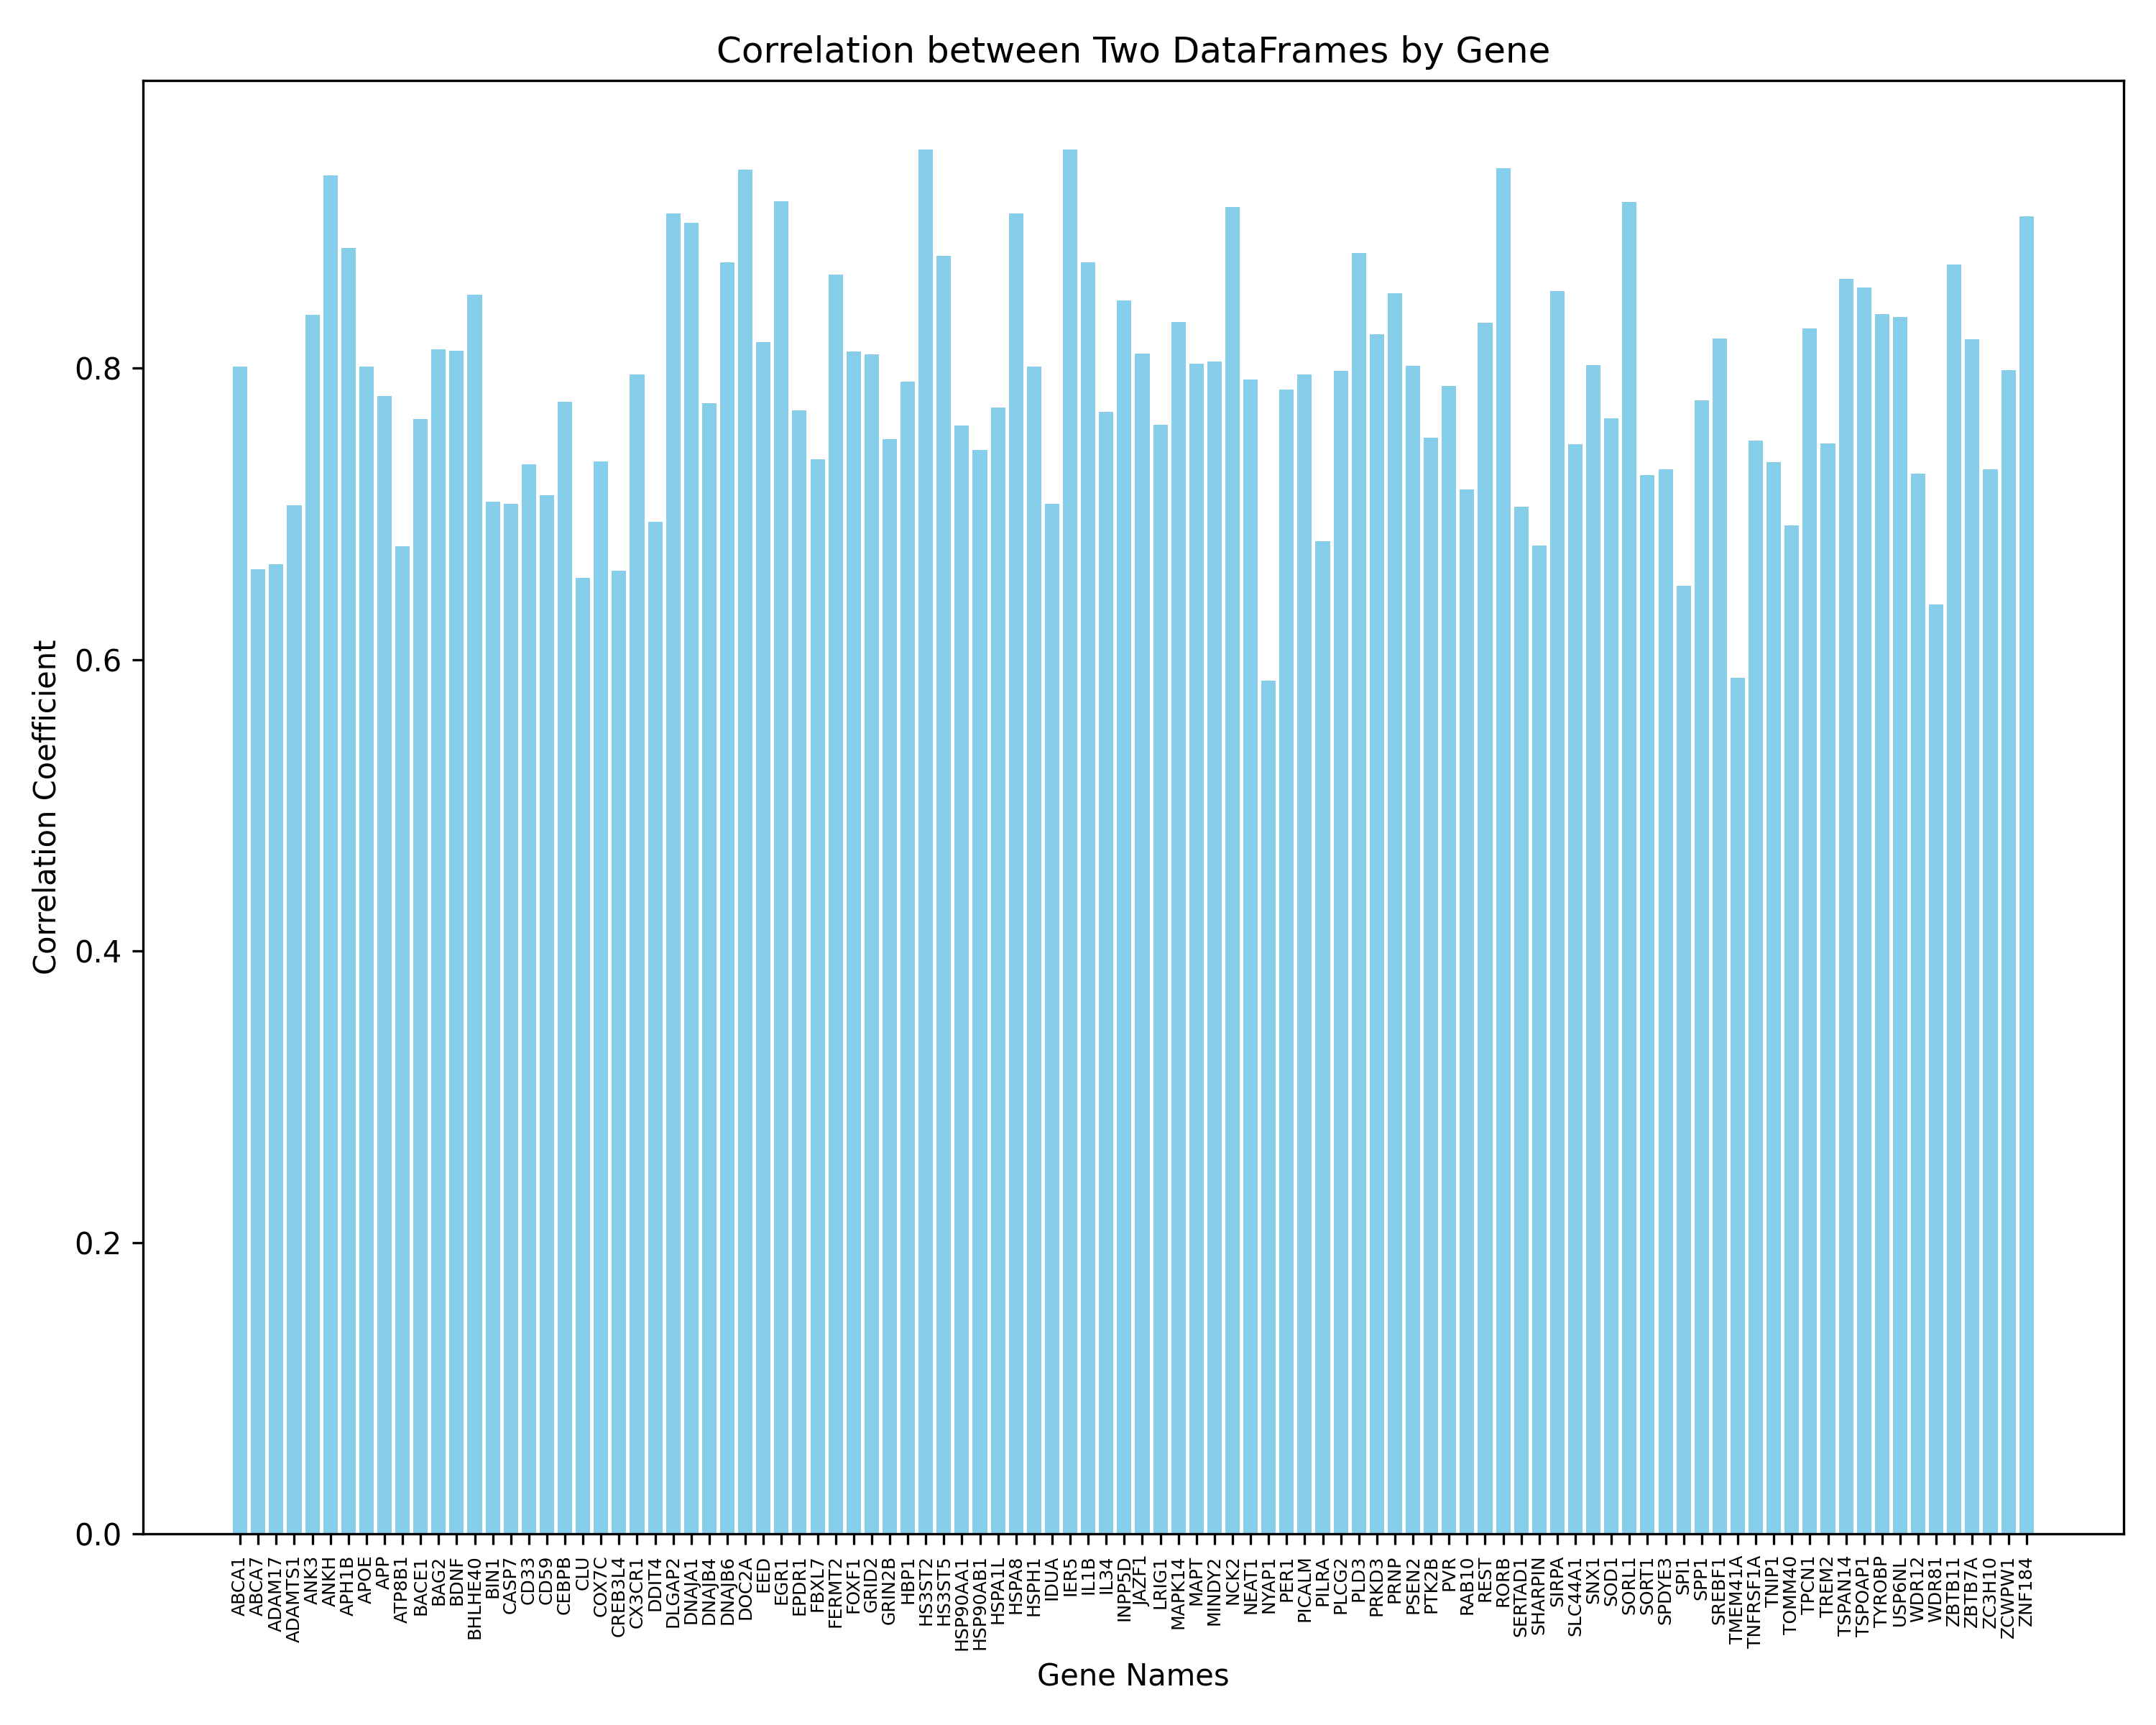 Correlation between Two DataFrames by Gene
Correlation Coefficient
0.8
0.6
0.4
0.2
0.0
ABCA1
ABCA7
ADAM17
ADAMTS1
ANK3
ANKH
APH1B
APOE
APP
ATP8B1
BACE1
BAG2
BDNF
BHLHE40
BIN1
CASP7
CD33
CD59
CEBPB
CLU
COX7C
CREB3L4
CX3CR1
DDIT4
DLGAP2
DNAJA1
DNAJB4
DNAJB6
DOC2A
EED
EGR1
EPDR1
FBXL7
FERMT2
FOXF1
GRID2
GRIN2B
HBP1
HS3ST2
HS3ST5
HSP90AA1
HSP90AB1
HSPA1L
HSPA8
HSPH1
IDUA
IER5
IL1B
IL34
INPP5D
JAZF1
LRIG1
MAPK14
MAPT
MINDY2
NCK2
NEAT1
NYAP1
PER1
PICALM
PILRA
PLCG2
PLD3
PRKD3
PRNP
PSEN2
PTK2B
PVR
RAB10
REST
RORB
SERTAD1
SHARPIN
SIRPA
SLC44A1
SNX1
SOD1
SORL1
SORT1
SPDYE3
SPI1
SPP1
SREBF1
TMEM41A
TNFRSF1A
TNIP1
TOMM40
TPCN1
TREM2
TSPAN14
TSPOAP1
TYROBP
USP6NL
WDR12
WDR81
ZBTB11
ZBTB7A
ZC3H10
ZCWPW1
ZNF184
Gene Names